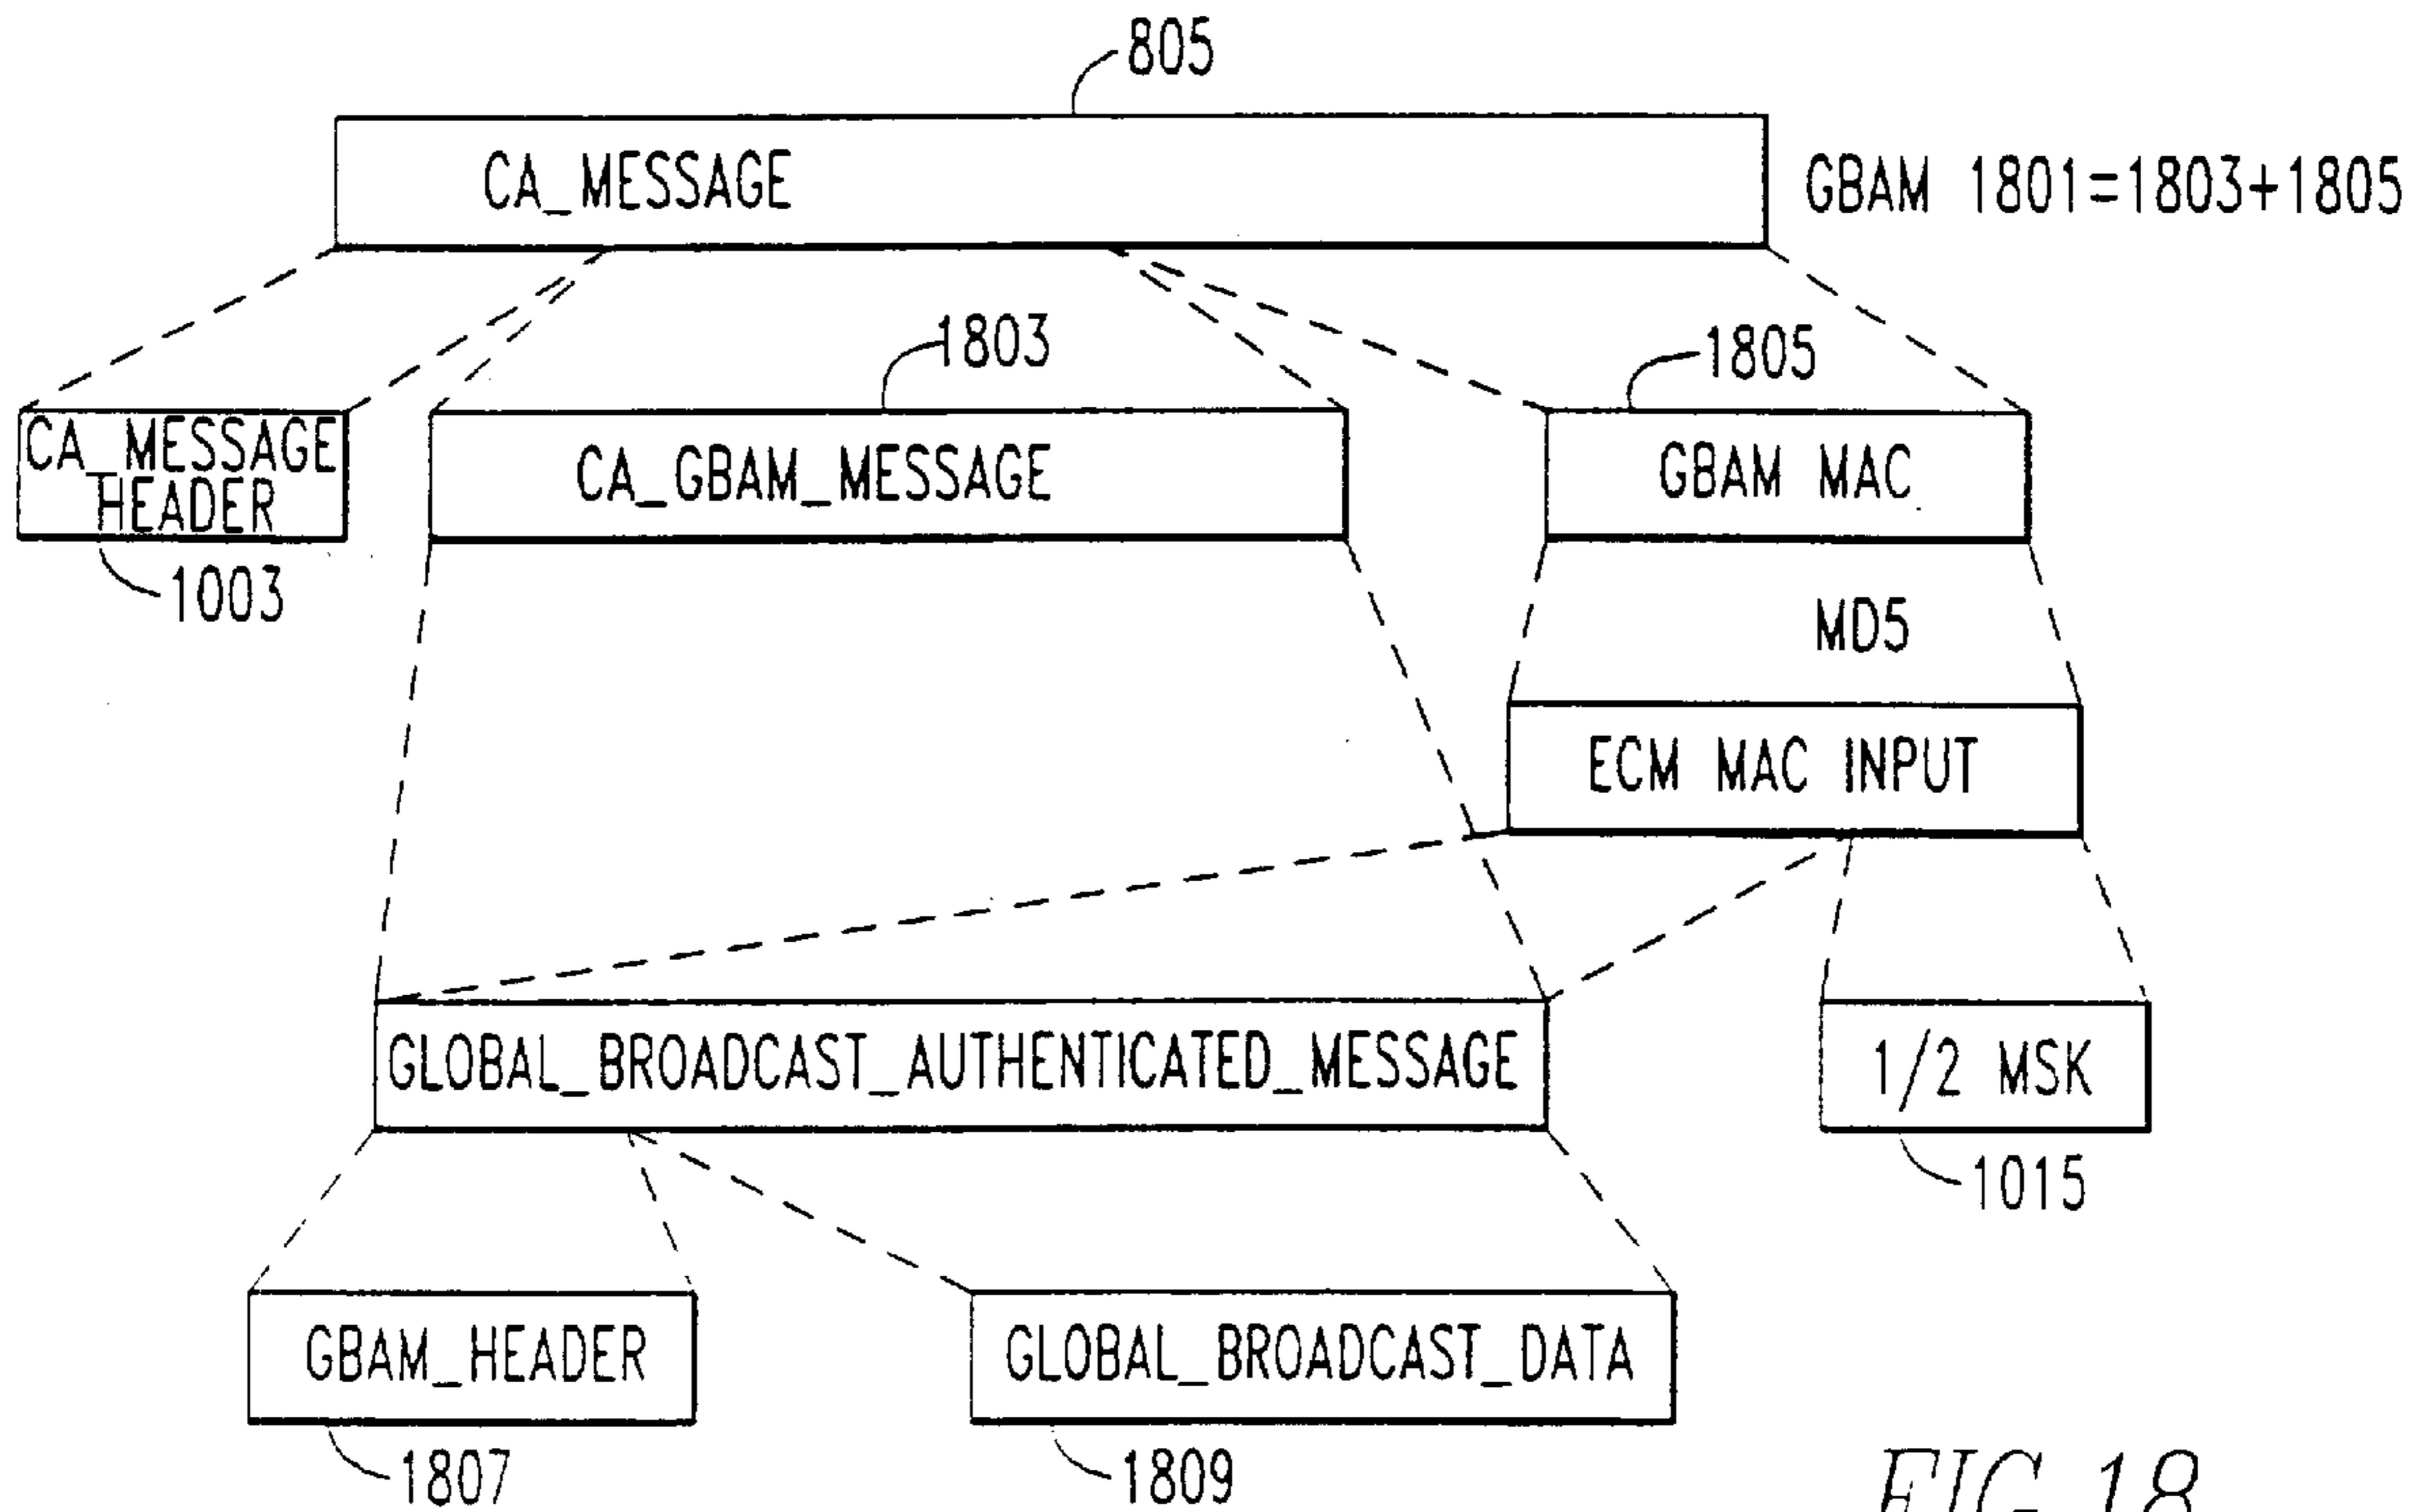 805
CA_MESSAGE
GBAM 1801=1803+1805
1803
1805
CA_MESSAGE
HEADER
CA_GBAM_MESSAGE
GBAM MAC
1003
MD5
ECM MAC INPUT
GLOBAL_BROADCAST_AUTHENTICATED_MESSAGE
1/2 MSK
1015
GBAM_HEADER
GLOBAL_BROADCAST_DATA
1807
1809
FIG 18